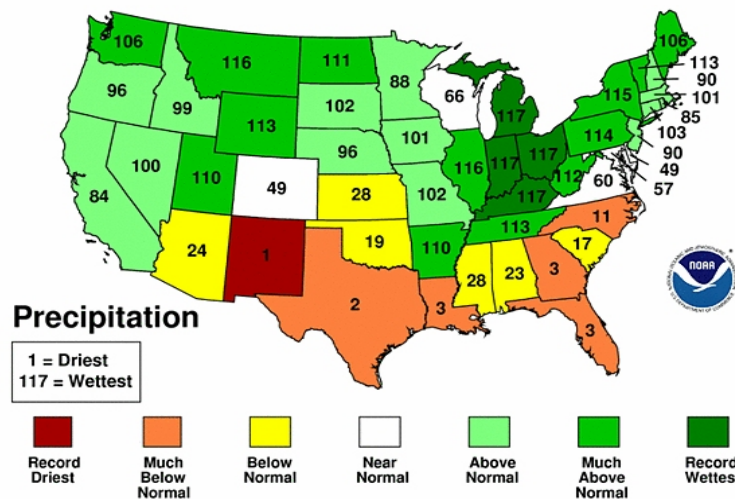 106
116
111
88
106
113
90
101
85
103
90
49
57
96
99
113
102
66
117
115
100
96
101
114
84
110
49
28
102
116
117
117
112
60
117
24
1
19
110
113
11
17
28
23
3
2
3
3
NOAA
Precipitation
1 = Driest
117 = Wettest
Record
Driest
Much
Below
Normal
Below
Normal
Near
Normal
Above
Normal
Much
Above
Normal
Record
Wettest